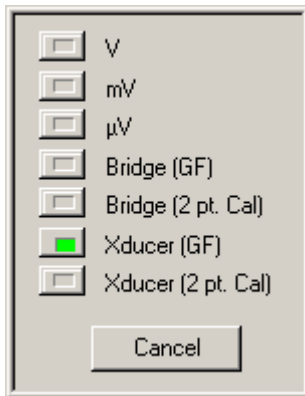 V
mV
µV
Bridge (GF)
Bridge (2 pt. Cal)
Xducer (GF)
Xducer (2 pt. Cal)
Cancel